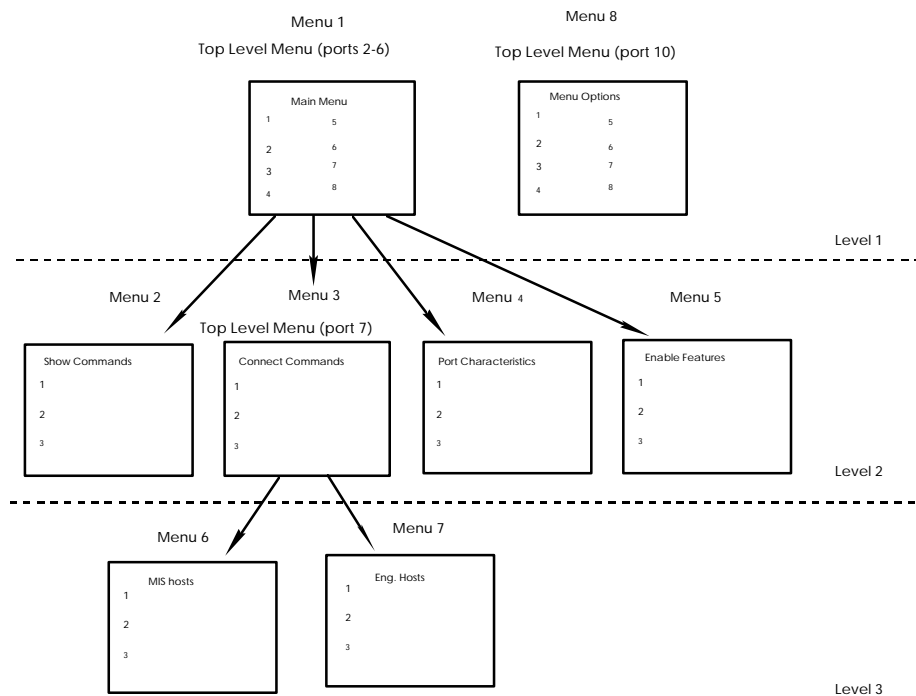 Menu 1
Top Level Menu (ports 2-6)
Menu 8
Top Level Menu (port 10)
Main Menu
1 5
2 6
3 7
4 8
Menu Options
1 5
2 6
3 7
4 8
Level 1
Menu 2
Menu 3
Top Level Menu (port 7)
Menu 4
Menu 5
Show Commands
1
2
3
Connect Commands
1
2
3
Port Characteristics
1
2
3
Enable Features
1
2
3
Level 2
Menu 6
Menu 7
MIS hosts
1
2
3
Eng. Hosts
1
2
3
Level 3